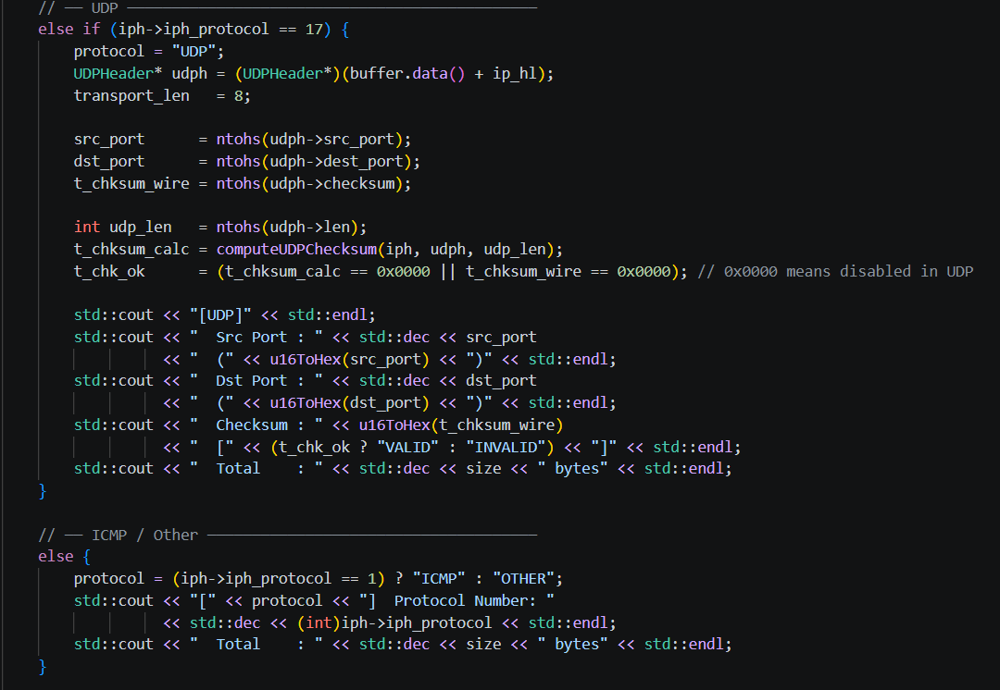 // ── UDP ──────────────────────────────────────────────
else if (iph->iph_protocol == 17) {
    protocol = "UDP";
    UDPHeader* udph = (UDPHeader*)(buffer.data() + ip_hl);
    transport_len   = 8;

    src_port      = ntohs(udph->src_port);
    dst_port      = ntohs(udph->dest_port);
    t_chksum_wire = ntohs(udph->checksum);

    int udp_len   = ntohs(udph->len);
    t_chksum_calc = computeUDPChecksum(iph, udph, udp_len);
    t_chk_ok      = (t_chksum_calc == 0x0000 || t_chksum_wire == 0x0000); // 0x0000 means disabled in UDP

    std::cout << "[UDP]" << std::endl;
    std::cout << "  Src Port : " << std::dec << src_port
              << "  (" << u16ToHex(src_port) << ")" << std::endl;
    std::cout << "  Dst Port : " << std::dec << dst_port
              << "  (" << u16ToHex(dst_port) << ")" << std::endl;
    std::cout << "  Checksum : " << u16ToHex(t_chksum_wire)
              << "  [" << (t_chk_ok ? "VALID" : "INVALID") << "]" << std::endl;
    std::cout << "  Total    : " << std::dec << size << " bytes" << std::endl;
}

// ── ICMP / Other ─────────────────────────────────────
else {
    protocol = (iph->iph_protocol == 1) ? "ICMP" : "OTHER";
    std::cout << "[" << protocol << "]  Protocol Number: "
              << std::dec << (int)iph->iph_protocol << std::endl;
    std::cout << "  Total    : " << std::dec << size << " bytes" << std::endl;
}